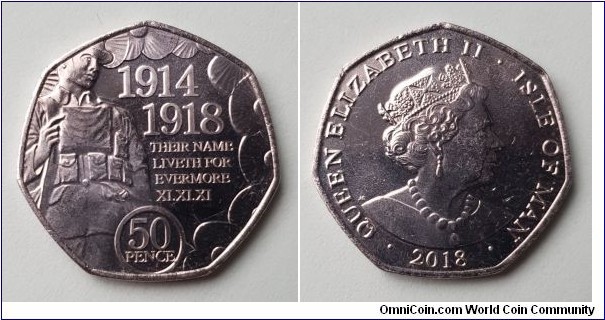 1914
1918
THEIR NAME
LIVETH FOR
EVERMORE
XI.XI.XI
50
PENCE
· QUEEN ELIZABETH II · ISLE OF MAN ·
2018
OmniCoin.com World Coin Community